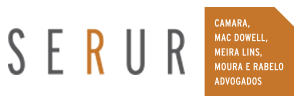 SERUR
CAMARA,
MAC DOWELL,
MEIRA LINS,
MOURA E RABELO
ADVOGADOS